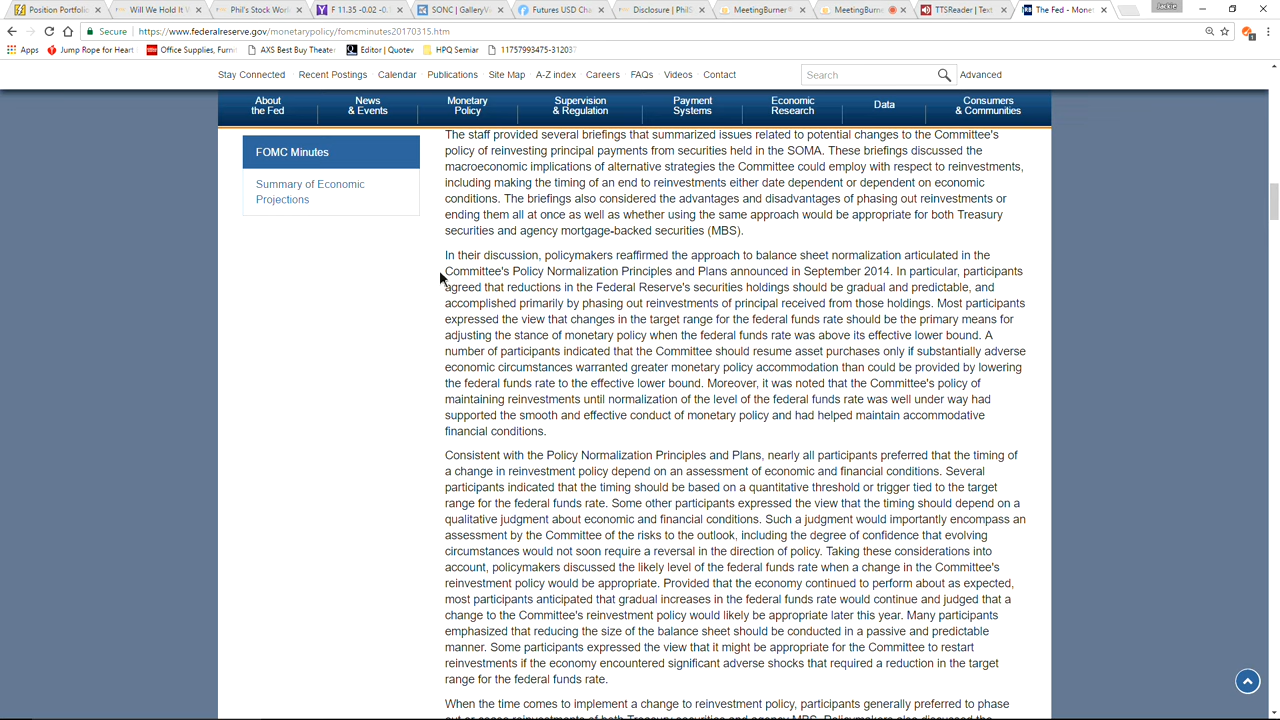 Position Portfolio
Will We Hold It W
Phil's Stock World
F 11.35 -0.02 -0.
SONC | GalleryVi
Futures USD Cha
Disclosure | PhilS
MeetingBurner
MeetingBurne
TTSReader | Text
The Fed - Monet
Jackie
Secure
https://www.federalreserve.gov/monetarypolicy/fomcminutes20170315.htm
Apps
Jump Rope for Heart
Office Supplies, Furni
AXS Best Buy Theater
Editor | Quotev
HPQ Semiar
11757993475-312037
Stay Connected
Recent Postings
Calendar
Publications
Site Map
A-Z index
Careers
FAQs
Videos
Contact
Search
Advanced
About
the Fed
News
& Events
Monetary
Policy
Supervision
& Regulation
Payment
Systems
Economic
Research
Data
Consumers
& Communities
FOMC Minutes
Summary of Economic
Projections
The staff provided several briefings that summarized issues related to potential changes to the Committee's
policy of reinvesting principal payments from securities held in the SOMA. These briefings discussed the
macroeconomic implications of alternative strategies the Committee could employ with respect to reinvestments,
including making the timing of an end to reinvestments either date dependent or dependent on economic
conditions. The briefings also considered the advantages and disadvantages of phasing out reinvestments or
ending them all at once as well as whether using the same approach would be appropriate for both Treasury
securities and agency mortgage-backed securities (MBS).
In their discussion, policymakers reaffirmed the approach to balance sheet normalization articulated in the
Committee's Policy Normalization Principles and Plans announced in September 2014. In particular, participants
agreed that reductions in the Federal Reserve's securities holdings should be gradual and predictable, and
accomplished primarily by phasing out reinvestments of principal received from those holdings. Most participants
expressed the view that changes in the target range for the federal funds rate should be the primary means for
adjusting the stance of monetary policy when the federal funds rate was above its effective lower bound. A
number of participants indicated that the Committee should resume asset purchases only if substantially adverse
economic circumstances warranted greater monetary policy accommodation than could be provided by lowering
the federal funds rate to the effective lower bound. Moreover, it was noted that the Committee's policy of
maintaining reinvestments until normalization of the level of the federal funds rate was well under way had
supported the smooth and effective conduct of monetary policy and had helped maintain accommodative
financial conditions.
Consistent with the Policy Normalization Principles and Plans, nearly all participants preferred that the timing of
a change in reinvestment policy depend on an assessment of economic and financial conditions. Several
participants indicated that the timing should be based on a quantitative threshold or trigger tied to the target
range for the federal funds rate. Some other participants expressed the view that the timing should depend on a
qualitative judgment about economic and financial conditions. Such a judgment would importantly encompass an
assessment by the Committee of the risks to the outlook, including the degree of confidence that evolving
circumstances would not soon require a reversal in the direction of policy. Taking these considerations into
account, policymakers discussed the likely level of the federal funds rate when a change in the Committee's
reinvestment policy would be appropriate. Provided that the economy continued to perform about as expected,
most participants anticipated that gradual increases in the federal funds rate would continue and judged that a
change to the Committee's reinvestment policy would likely be appropriate later this year. Many participants
emphasized that reducing the size of the balance sheet should be conducted in a passive and predictable
manner. Some participants expressed the view that it might be appropriate for the Committee to restart
reinvestments if the economy encountered significant adverse shocks that required a reduction in the target
range for the federal funds rate.
When the time comes to implement a change to reinvestment policy, participants generally preferred to phase
out or cease reinvestments of both Treasury securities and agency MBS. Policymakers also discussed the